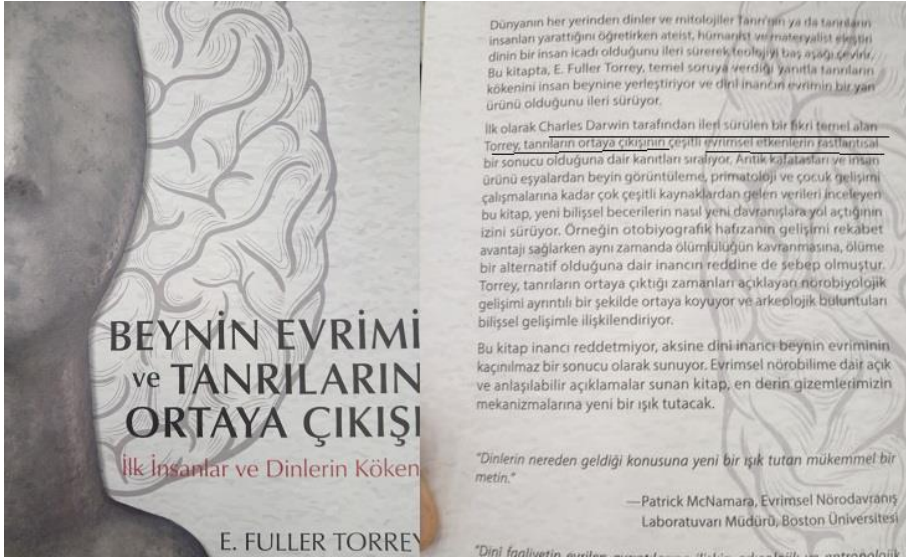 BEYNİN EVRİMİ
ve TANRILARIN
ORTAYA ÇIKIŞI
İlk İnsanlar ve Dinlerin Köken
E. FULLER TORREY
Dünyanın her yerinden dinler ve mitolojiler Tanrı'nın ya da tanrıların
insanları yarattığını öğretirken ateist, hümanist ve materyalist eleştiri
dinin bir insan icadı olduğunu ileri sürerek teolojiyi baş aşağı çevirir.
Bu kitapta, E. Fuller Torrey, temel soruya verdiği yanıtla tanrıların
kökenini insan beynine yerleştiriyor ve dini inancın evrimin bir yan
ürünü olduğunu ileri sürüyor.
İlk olarak Charles Darwin tarafından ileri sürülen bir fikri temel alan
Torrey, tanrıların ortaya çıkışının çeşitli evrimsel etkenlerin rastlantısal
bir sonucu olduğuna dair kanıtları sıralıyor. Antik kafatasları ve insan
ürünü eşyalardan beyin görüntüleme, primatoloji ve çocuk gelişimi
çalışmalarına kadar çok çeşitli kaynaklardan gelen verileri inceleyen
bu kitap, yeni bilişsel becerilerin nasıl yeni davranışlara yol açtığının
izini sürüyor. Örneğin otobiyografik hafızanın gelişimi rekabet
avantajı sağlarken aynı zamanda ölümlülüğün kavranmasına, ölüme
bir alternatif olduğuna dair inancın reddine de sebep olmuştur.
Torrey, tanrıların ortaya çıktığı zamanları açıklayan nörobiyolojik
gelişimi ayrıntılı bir şekilde ortaya koyuyor ve arkeolojik buluntuları
bilişsel gelişimle ilişkilendiriyor.
Bu kitap inancı reddetmiyor, aksine dini inancı beynin evriminin
kaçınılmaz bir sonucu olarak sunuyor. Evrimsel nörobilime dair açık
ve anlaşılabilir açıklamalar sunan kitap, en derin gizemlerimizin
mekanizmalarına yeni bir ışık tutacak.
"Dinlerin nereden geldiği konusuna yeni bir ışık tutan mükemmel bir
metin."
—Patrick McNamara, Evrimsel Nörodavranış
Laboratuvarı Müdürü, Boston Üniversitesi
"Dini faaliyetin